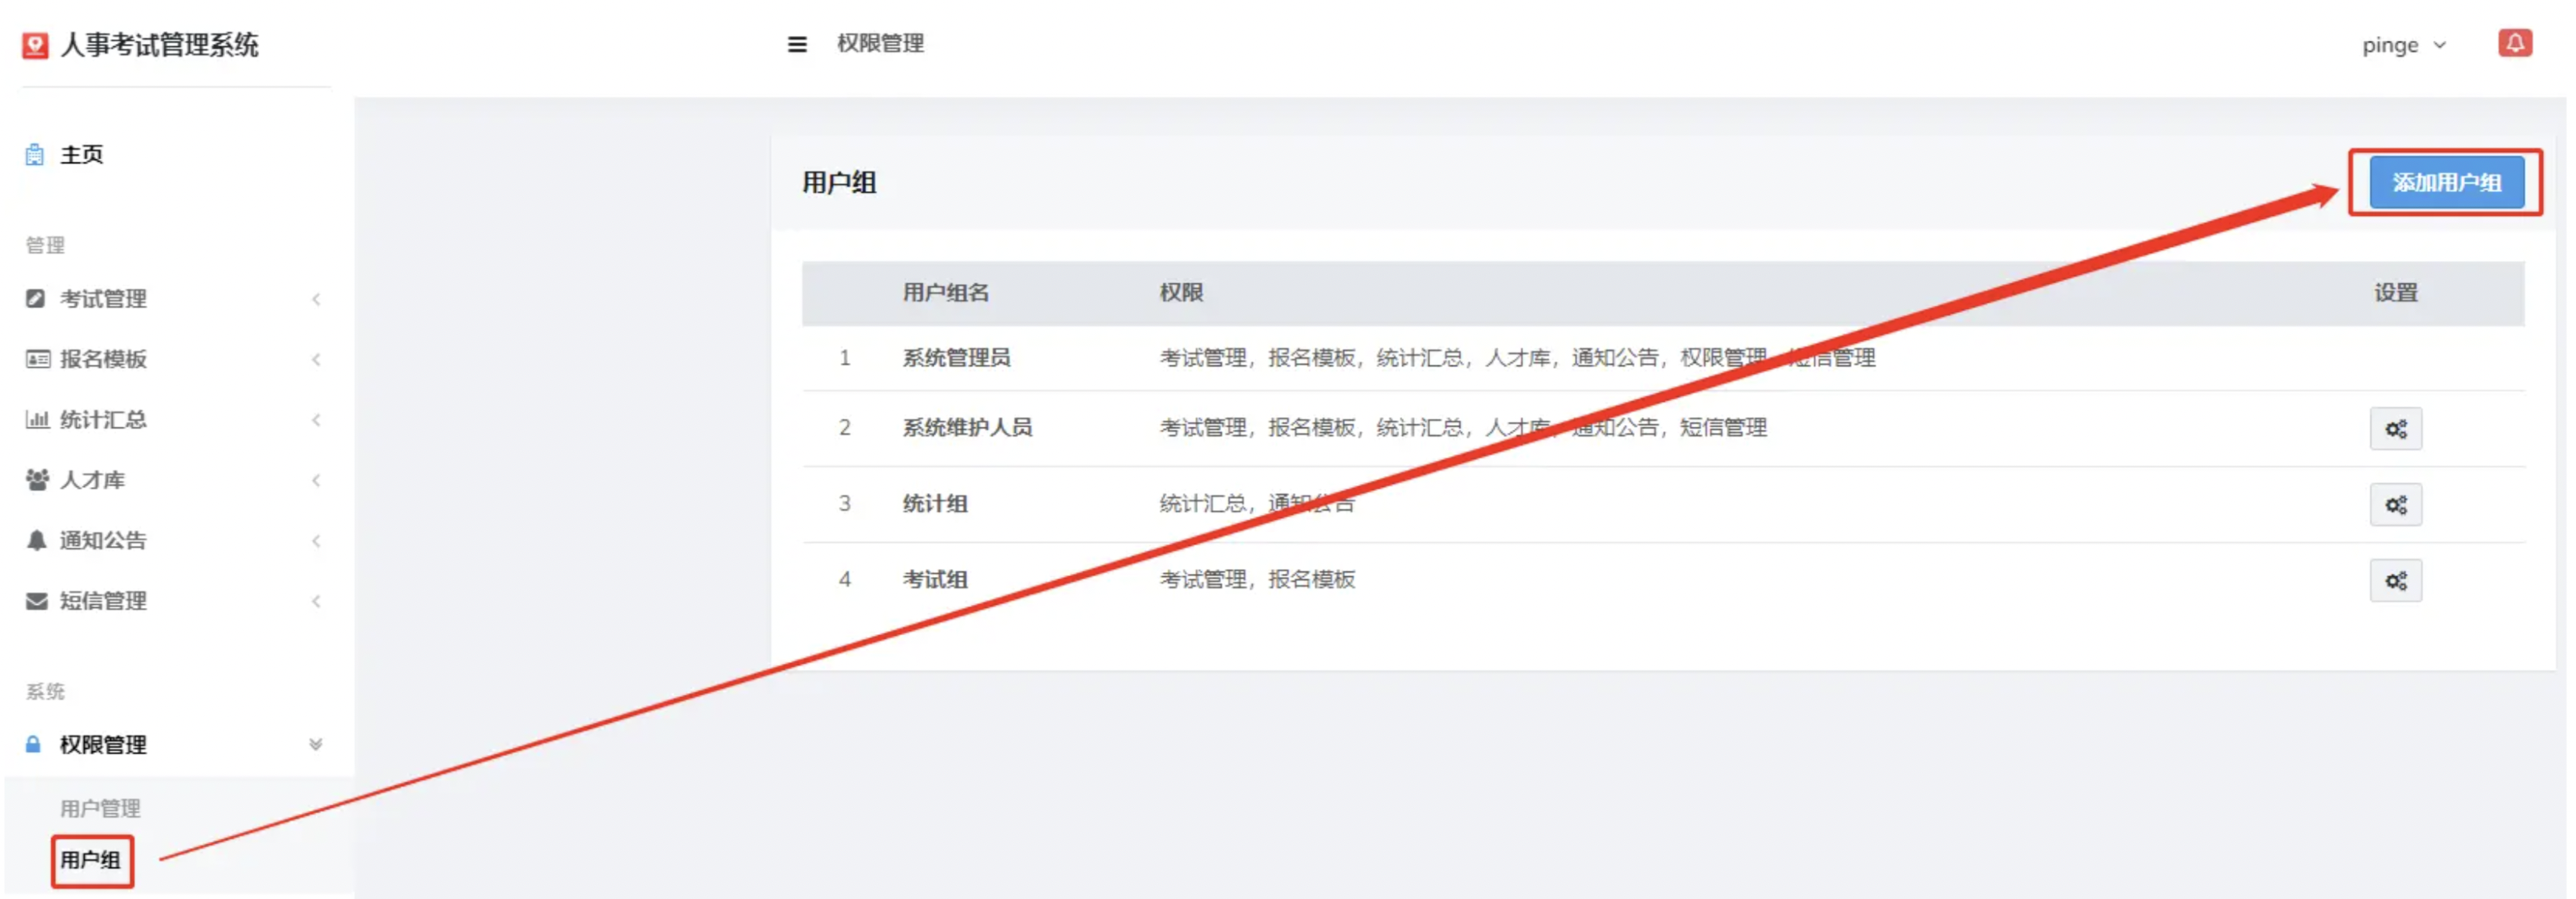 人事考试管理系统
权限管理
pinge
主页
管理
考试管理
报名模板
统计汇总
人才库
通知公告
短信管理
系统
权限管理
用户管理
用户组
用户组
添加用户组
用户组名 权限 设置
1 系统管理员 考试管理，报名模板，统计汇总，人才库，通知公告，权限管理，短信管理
2 系统维护人员 考试管理，报名模板，统计汇总，人才库，通知公告，短信管理
3 统计组 统计汇总，通知公告
4 考试组 考试管理，报名模板